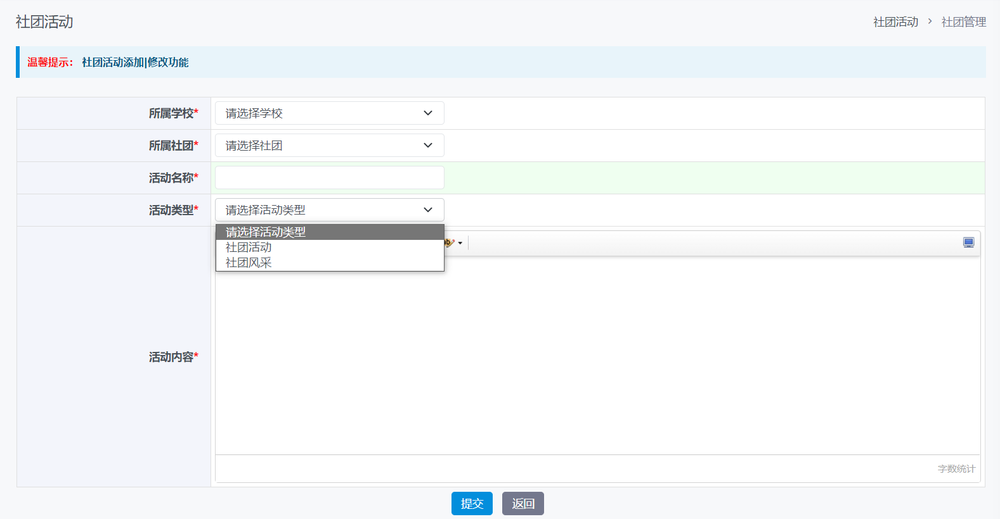 社团活动
社团活动 > 社团管理
温馨提示： 社团活动添加|修改功能
所属学校* 请选择学校
所属社团* 请选择社团
活动名称*
活动类型* 请选择活动类型
请选择活动类型
社团活动
社团风采
活动内容*
字数统计
提交 返回